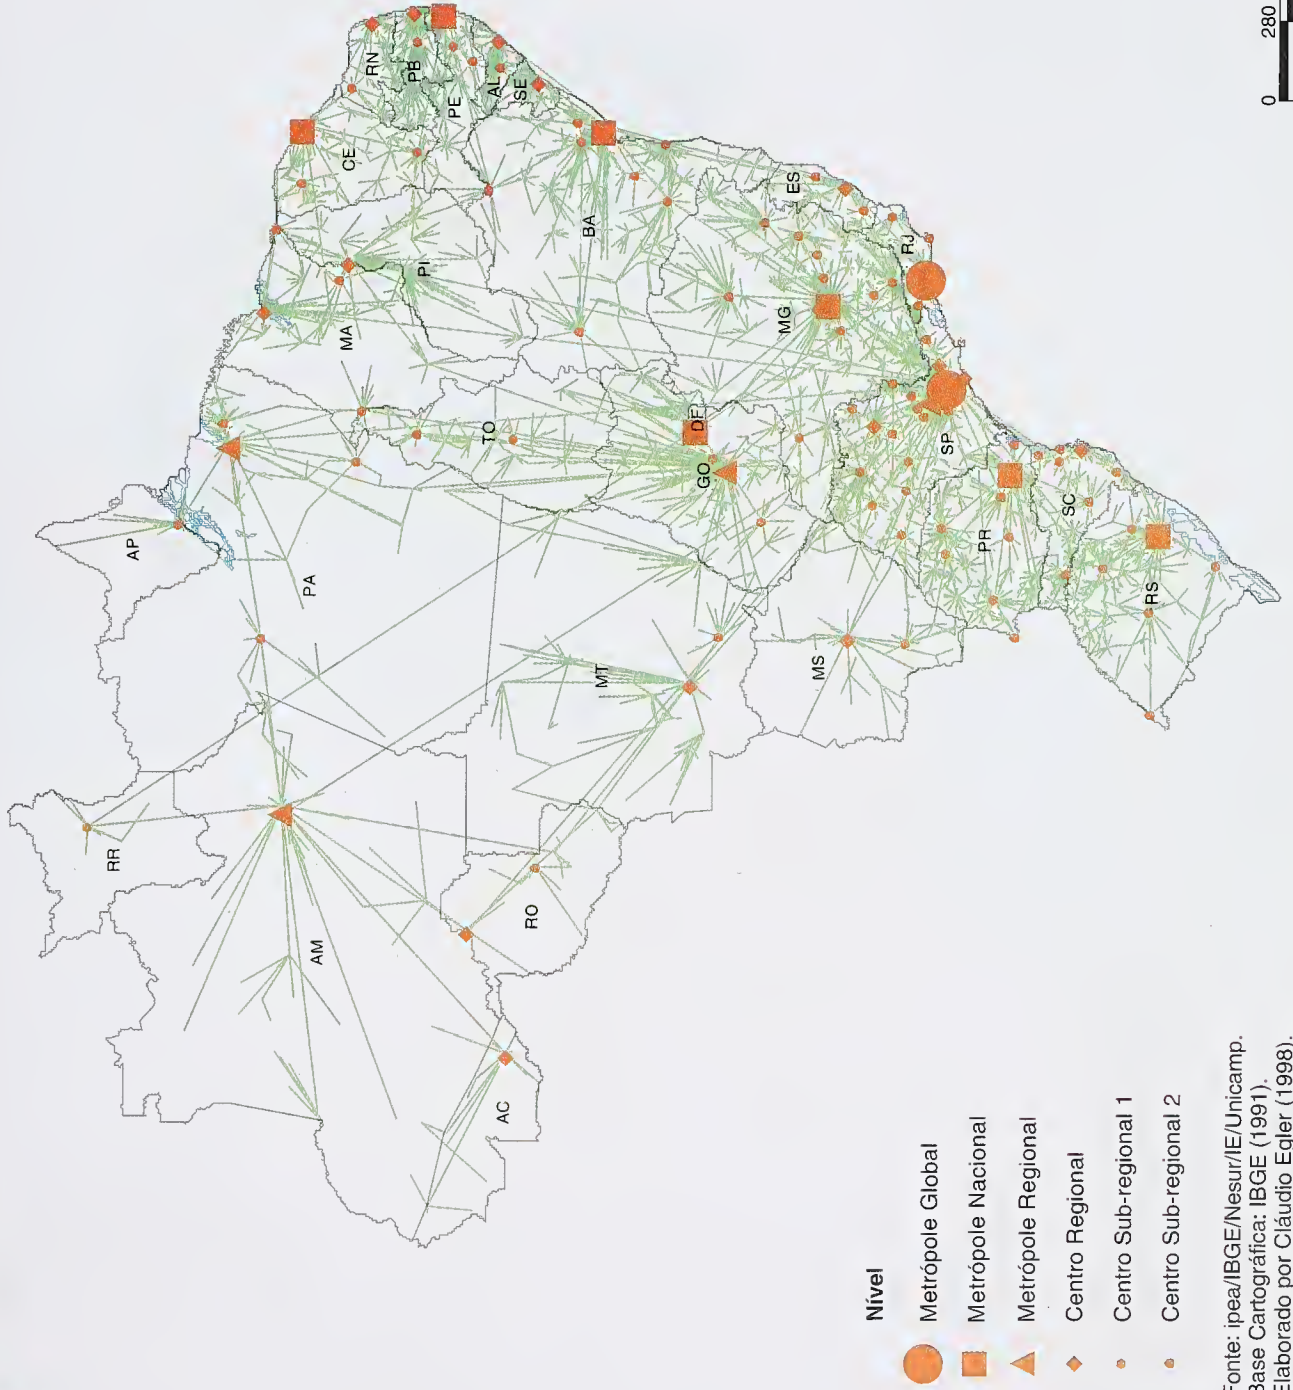 RR
AP
AM
PA
AC
RO
MT
TO
MA
PI
CE
RN
PB
PE
AL
SE
BA
GO
DF
MG
ES
RJ
SP
MS
PR
SC
RS
0 280
Nível
Metrópole Global
Metrópole Nacional
Metrópole Regional
Centro Regional
Centro Sub-regional 1
Centro Sub-regional 2
Fonte: ipea/IBGE/Nesur/IE/Unicamp.
Base Cartográfica: IBGE (1991).
Elaborado por Cláudio Egler (1998).